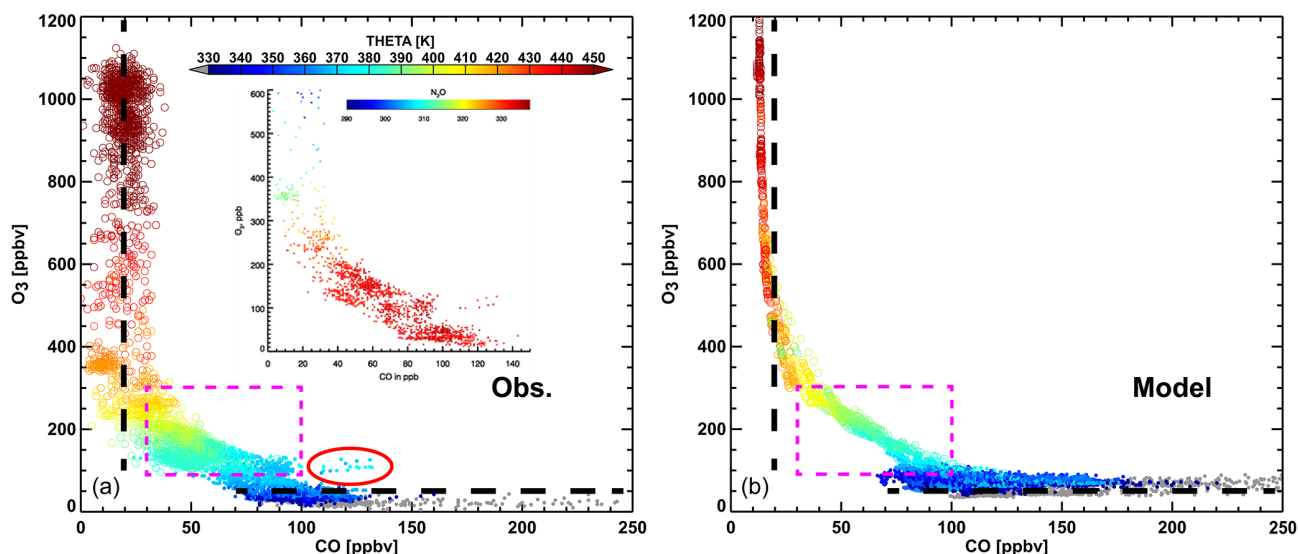 THETA [K]
330 340 350 360 370 380 390 400 410 420 430 440 450
1200
1000
800
600
400
200
0
O3 [ppbv]
N2O
280 290 300 310 320 330
600
500
400
300
200
100
0
O3, ppb
0 20 40 60 80 100 120 140
CO in ppb
Obs.
(a)
0 50 100 150 200 250
CO [ppbv]
1200
1000
800
600
400
200
0
O3 [ppbv]
Model
(b)
0 50 100 150 200 250
CO [ppbv]